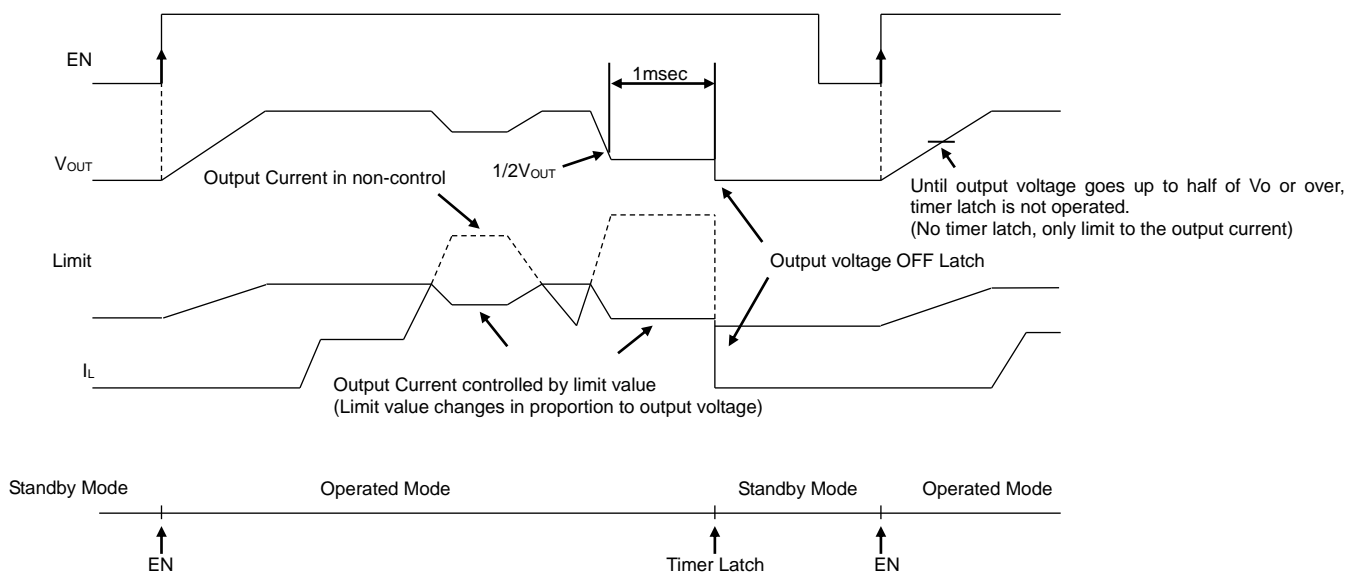 EN
1msec
VOUT
1/2VOUT
Output Current in non-control
Until output voltage goes up to half of Vo or over,
timer latch is not operated.
(No timer latch, only limit to the output current)
Limit
Output voltage OFF Latch
IL
Output Current controlled by limit value
(Limit value changes in proportion to output voltage)
Standby Mode
Operated Mode
Standby Mode
Operated Mode
EN
Timer Latch
EN